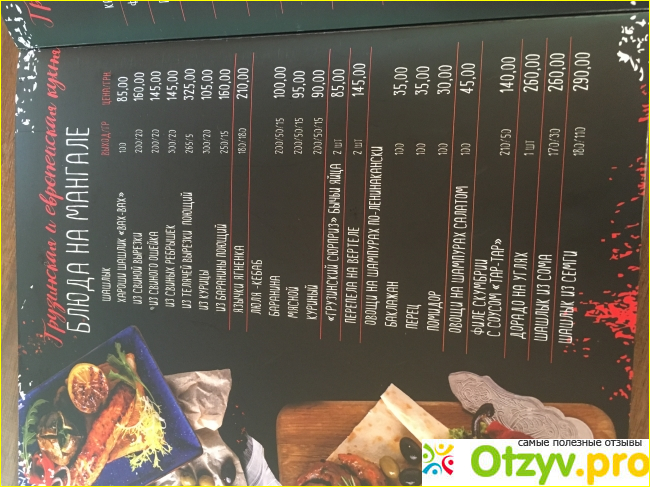 Грузинская и европейская кухня
БЛЮДА НА МАНГАЛЕ
ВЫХОД/ГР ЦЕНА/ГРН.
ШАШЛЫК
ХАРОШ ШАШЛЫК «ВАХ-ВАХ» 100 85,00
ИЗ СВИНОЙ ВЫРЕЗКИ 200/20 160,00
ИЗ СВИНОГО ОШЕЙКА 200/20 145,00
ИЗ СВИНЫХ РЕБРЫШЕК 300/20 145,00
ИЗ ТЕЛЯЧЕЙ ВЫРЕЗКИ ПОЮЩИЙ 265/5 325,00
ИЗ КУРИЦЫ 300/20 105,00
ИЗ БАРАНИНЫ ПОЮЩИЙ 250/15 160,00
ЯЗЫЧКИ ЯГНЕНКА 180/180 210,00
ЛЮЛЯ-КЕБАБ
БАРАНИНА 200/50/15 100,00
МЯСНОЙ 200/50/15 95,00
КУРИНЫЙ 200/50/15 90,00
«ГРУЗИНСКИЙ СЮРПРИЗ» БЫЧЬИ ЯЙЦА 2 ШТ 85,00
ПЕРЕПЕЛА НА ВЕРТЕЛЕ 2 ШТ 145,00
ОВОЩИ НА ШАМПУРАХ ПО-ЛЕНИНАКАНСКИ
БАКЛАЖАН 100 35,00
ПЕРЕЦ 100 35,00
ПОМИДОР 100 30,00
ОВОЩИ НА ШАМПУРАХ САЛАТОМ 100 45,00
ФИЛЕ СКУМБРИИ
С СОУСОМ «ТАР-ТАР» 210/50 140,00
ДОРАДО НА УГЛЯХ 1 ШТ 260,00
ШАШЛЫК ИЗ СОМА 170/30 260,00
ШАШЛЫК ИЗ СЕМГИ 180/110 290,00
самые полезные отзывы
Otzyv.pro